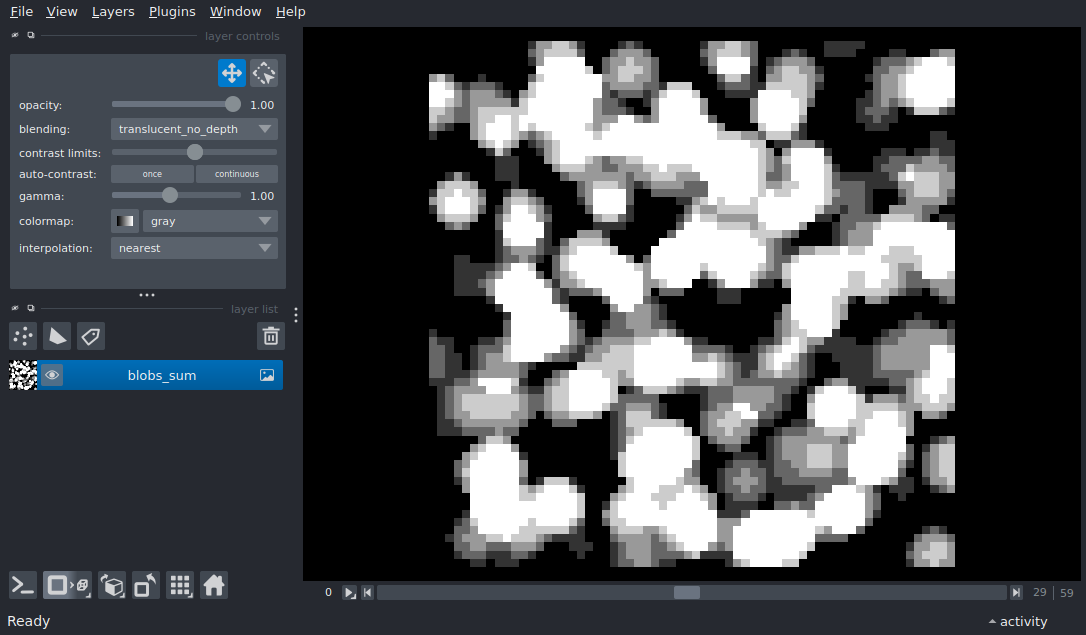 File View Layers Plugins Window Help
layer controls
opacity: 1.00
blending: translucent_no_depth
contrast limits:
auto-contrast: once continuous
gamma: 1.00
colormap: gray
interpolation: nearest
layer list
blobs_sum
0 29 59
Ready activity